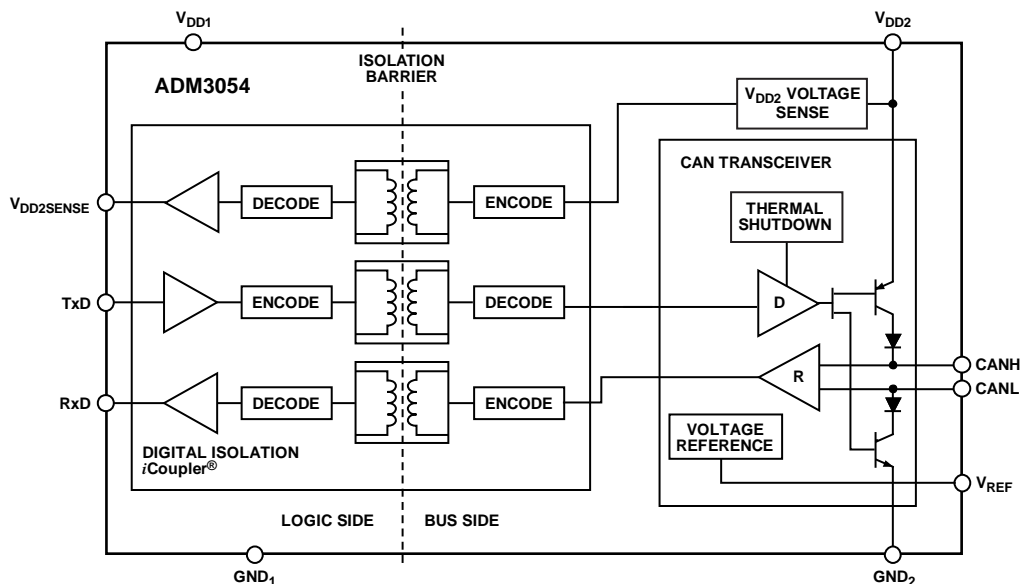 VDD1
VDD2
ADM3054
ISOLATION
BARRIER
VDD2 VOLTAGE
SENSE
CAN TRANSCEIVER
THERMAL
SHUTDOWN
VDD2SENSE
DECODE
ENCODE
TxD
ENCODE
DECODE
D
RxD
DECODE
ENCODE
R
CANH
CANL
VOLTAGE
REFERENCE
VREF
DIGITAL ISOLATION
iCoupler®
LOGIC SIDE
BUS SIDE
GND1
GND2